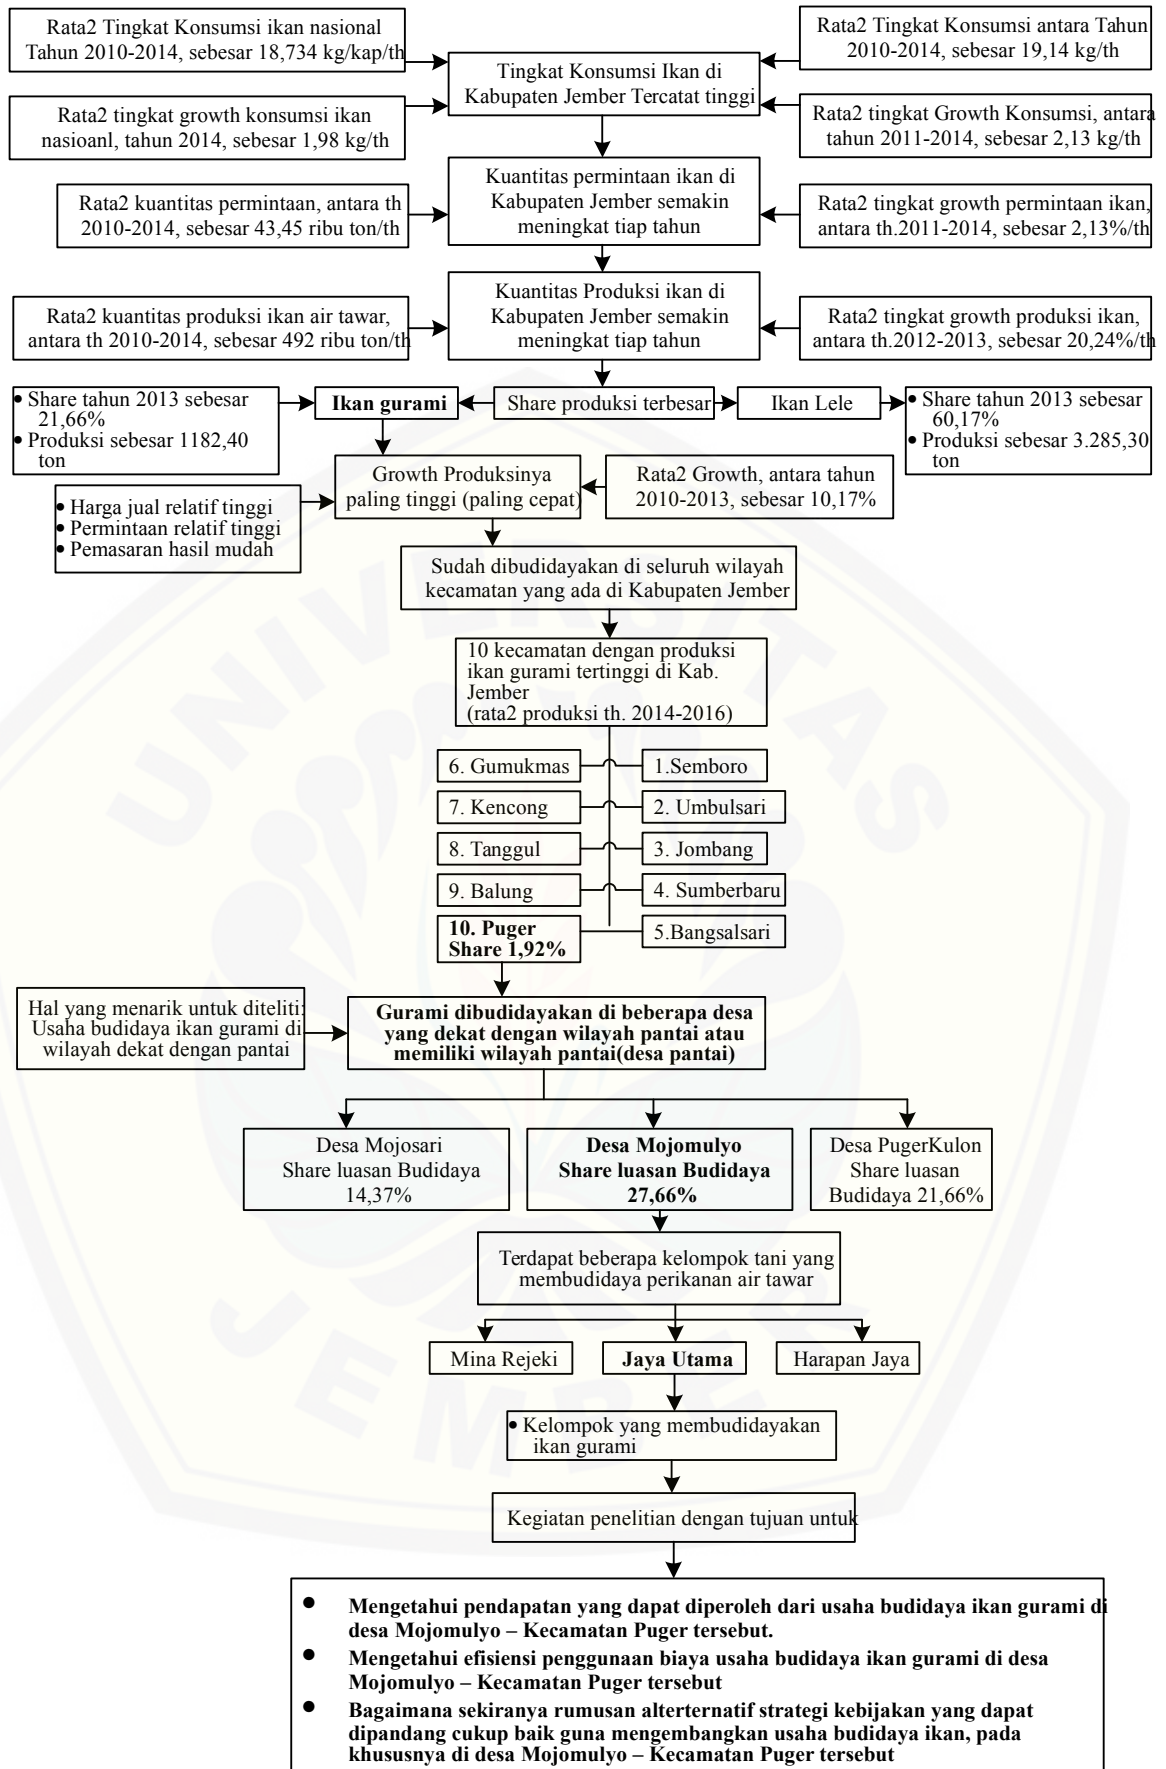 Rata2 Tingkat Konsumsi ikan nasional
Tahun 2010-2014, sebesar 18,734 kg/kap/th
Rata2 Tingkat Konsumsi antara Tahun
2010-2014, sebesar 19,14 kg/th
Tingkat Konsumsi Ikan di
Kabupaten Jember Tercatat tinggi
Rata2 tingkat growth konsumsi ikan
nasioanl, tahun 2014, sebesar 1,98 kg/th
Rata2 tingkat Growth Konsumsi, antara
tahun 2011-2014, sebesar 2,13 kg/th
Kuantitas permintaan ikan di
Kabupaten Jember semakin
meningkat tiap tahun
Rata2 kuantitas permintaan, antara th
2010-2014, sebesar 43,45 ribu ton/th
Rata2 tingkat growth permintaan ikan,
antara th.2011-2014, sebesar 2,13%/th
Kuantitas Produksi ikan di
Kabupaten Jember semakin
meningkat tiap tahun
Rata2 kuantitas produksi ikan air tawar,
antara th 2010-2014, sebesar 492 ribu ton/th
Rata2 tingkat growth produksi ikan,
antara th.2012-2013, sebesar 20,24%/th
• Share tahun 2013 sebesar
21,66%
• Produksi sebesar 1182,40
ton
Ikan gurami
Share produksi terbesar
Ikan Lele
• Share tahun 2013 sebesar
60,17%
• Produksi sebesar 3.285,30
ton
Growth Produksinya
paling tinggi (paling cepat)
Rata2 Growth, antara tahun
2010-2013, sebesar 10,17%
• Harga jual relatif tinggi
• Permintaan relatif tinggi
• Pemasaran hasil mudah
Sudah dibudidayakan di seluruh wilayah
kecamatan yang ada di Kabupaten Jember
10 kecamatan dengan produksi
ikan gurami tertinggi di Kab.
Jember
(rata2 produksi th. 2014-2016)
6. Gumukmas
1.Semboro
7. Kencong
2. Umbulsari
8. Tanggul
3. Jombang
9. Balung
4. Sumberbaru
10. Puger
Share 1,92%
5.Bangsalsari
Hal yang menarik untuk diteliti:
Usaha budidaya ikan gurami di
wilayah dekat dengan pantai
Gurami dibudidayakan di beberapa desa
yang dekat dengan wilayah pantai atau
memiliki wilayah pantai(desa pantai)
Desa Mojosari
Share luasan Budidaya
14,37%
Desa Mojomulyo
Share luasan Budidaya
27,66%
Desa PugerKulon
Share luasan
Budidaya 21,66%
Terdapat beberapa kelompok tani yang
membudidaya perikanan air tawar
Mina Rejeki
Jaya Utama
Harapan Jaya
• Kelompok yang membudidayakan
ikan gurami
Kegiatan penelitian dengan tujuan untuk
• Mengetahui pendapatan yang dapat diperoleh dari usaha budidaya ikan gurami di
desa Mojomulyo – Kecamatan Puger tersebut.
• Mengetahui efisiensi penggunaan biaya usaha budidaya ikan gurami di desa
Mojomulyo – Kecamatan Puger tersebut
• Bagaimana sekiranya rumusan alterternatif strategi kebijakan yang dapat
dipandang cukup baik guna mengembangkan usaha budidaya ikan, pada
khususnya di desa Mojomulyo – Kecamatan Puger tersebut
UNIVERSITAS
JEMBER